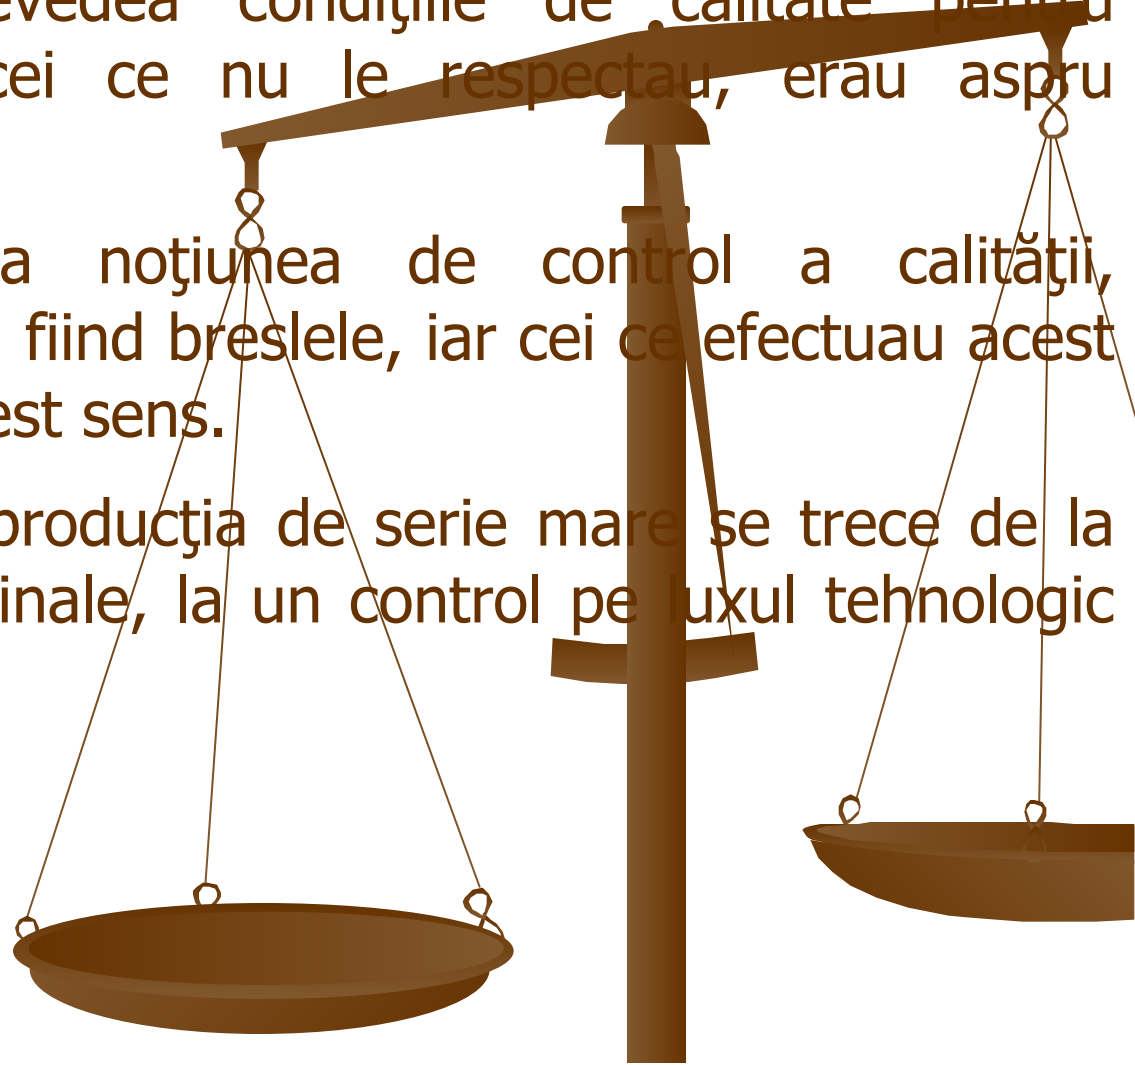 evedea condiţiile de calitate pentru
cei ce nu le respectau, erau aspru
a noţiunea de control a calităţii,
fiind breslele, iar cei ce efectuau acest
est sens.
producţia de serie mare se trece de la
inale, la un control pe luxul tehnologic